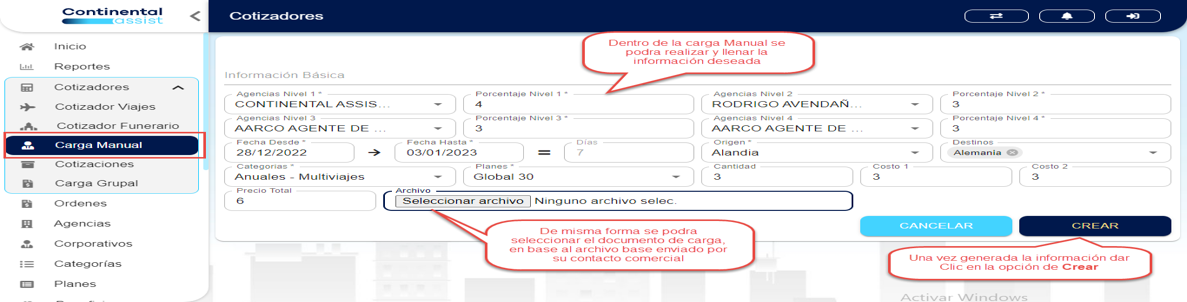 Continental
assist
Cotizadores
Inicio
Reportes
Cotizadores
Cotizador Viajes
Cotizador Funerario
Carga Manual
Cotizaciones
Carga Grupal
Ordenes
Agencias
Corporativos
Categorías
Planes
Dentro de la carga Manual se
podra realizar y llenar la
información deseada
Información Básica
Agencias Nivel 1 *
CONTINENTAL ASSIS...
Porcentaje Nivel 1 *
4
Agencias Nivel 2
RODRIGO AVENDAÑ...
Porcentaje Nivel 2 *
3
Agencias Nivel 3
AARCO AGENTE DE ...
Porcentaje Nivel 3 *
3
Agencias Nivel 4
AARCO AGENTE DE ...
Porcentaje Nivel 4 *
3
Fecha Desde *
28/12/2022
Fecha Hasta *
03/01/2023
=
Días
7
Origen *
Alandia
Destinos
Alemania
Categorias *
Anuales - Multiviajes
Planes *
Global 30
Cantidad
3
Costo 1
3
Costo 2
3
Precio Total
6
Archivo
Seleccionar archivo Ninguno archivo selec.
CANCELAR
CREAR
De misma forma se podra
seleccionar el documento de carga,
en base al archivo base enviado por
su contacto comercial
Una vez generada la información dar
Clic en la opción de Crear
Activar Windows